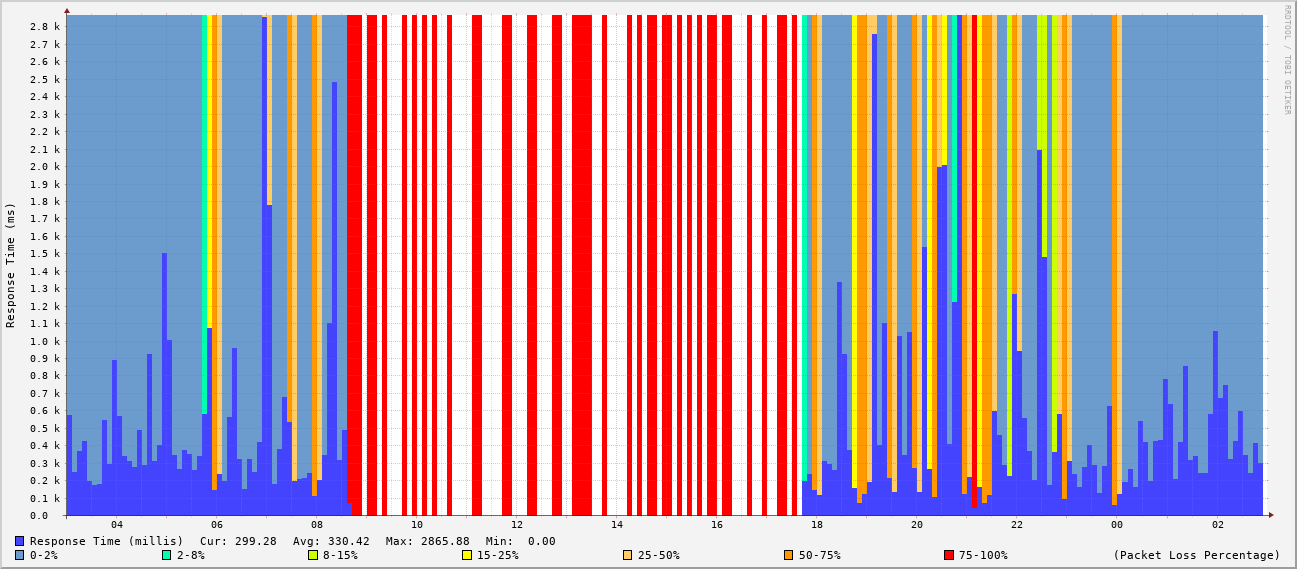 RRDTOOL / TOBI OETIKER
Response Time (ms)
2.8 k
2.7 k
2.6 k
2.5 k
2.4 k
2.3 k
2.2 k
2.1 k
2.0 k
1.9 k
1.8 k
1.7 k
1.6 k
1.5 k
1.4 k
1.3 k
1.2 k
1.1 k
1.0 k
0.9 k
0.8 k
0.7 k
0.6 k
0.5 k
0.4 k
0.3 k
0.2 k
0.1 k
0.0
04 06 08 10 12 14 16 18 20 22 00 02
Response Time (millis) Cur: 299.28 Avg: 330.42 Max: 2865.88 Min: 0.00
0-2% 2-8% 8-15% 15-25% 25-50% 50-75% 75-100% (Packet Loss Percentage)